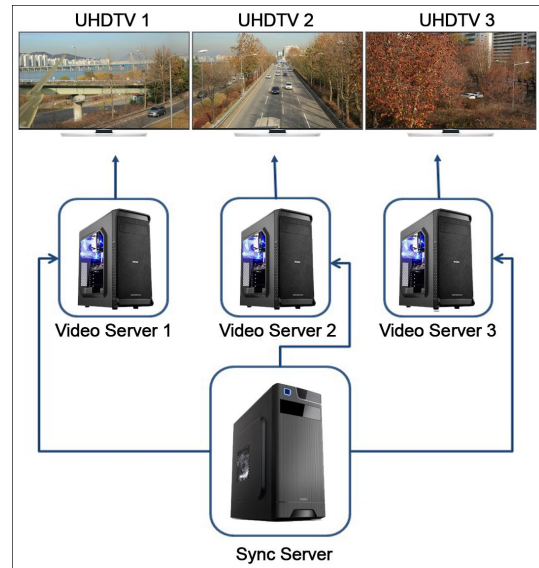 UHDTV 1
UHDTV 2
UHDTV 3
Video Server 1
Video Server 2
Video Server 3
Sync Server